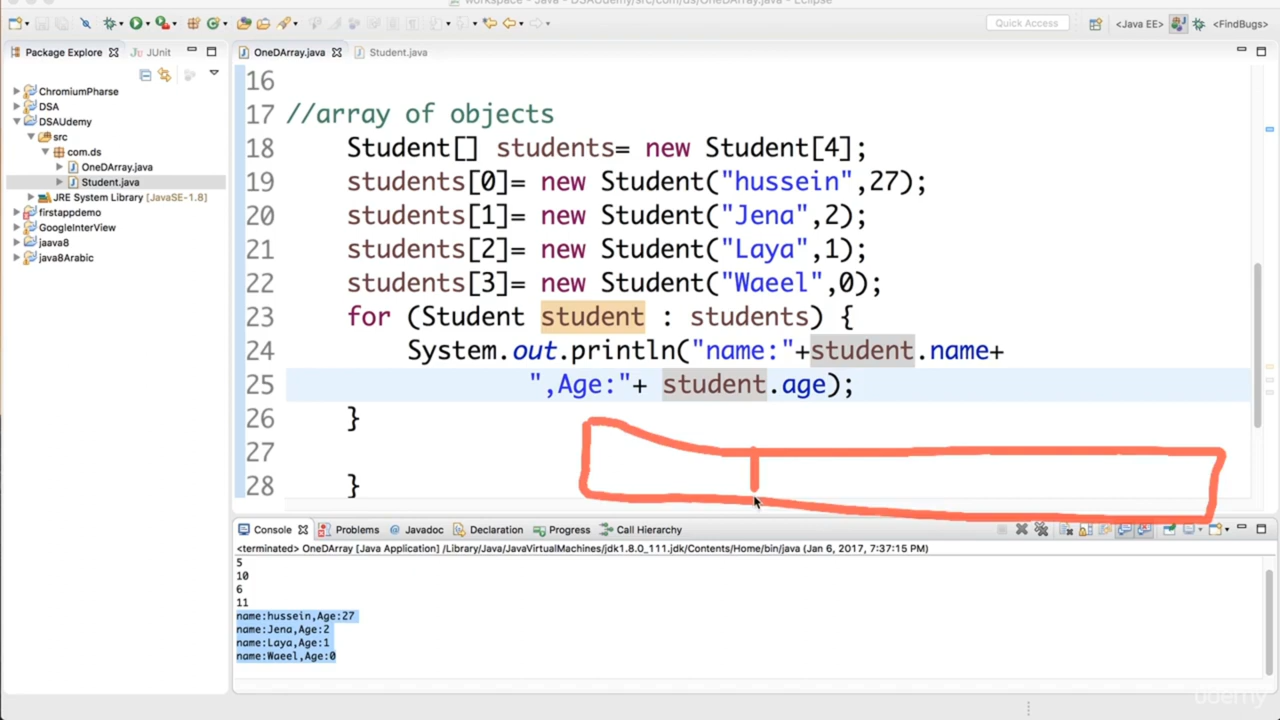 workspace - Java - DSAUdemy/src/com/ds/OneDArray.java - Eclipse
Quick Access
<Java EE>
<FindBugs>
Package Explore
JUnit
OneDArray.java
Student.java
ChromiumPharse
DSA
DSAUdemy
src
com.ds
OneDArray.java
Student.java
JRE System Library [JavaSE-1.8]
firstappdemo
GoogleInterView
jaava8
java8Arabic
16
17 //array of objects
18 Student[] students= new Student[4];
19 students[0]= new Student("hussein",27);
20 students[1]= new Student("Jena",2);
21 students[2]= new Student("Laya",1);
22 students[3]= new Student("Waeel",0);
23 for (Student student : students) {
24 System.out.println("name:"+student.name+
25 ",Age:"+ student.age);
26 }
27
28 }
Console
Problems
Javadoc
Declaration
Progress
Call Hierarchy
<terminated> OneDArray [Java Application] /Library/Java/JavaVirtualMachines/jdk1.8.0_111.jdk/Contents/Home/bin/java (Jan 6, 2017, 7:37:15 PM)
5
10
6
11
name:hussein,Age:27
name:Jena,Age:2
name:Laya,Age:1
name:Waeel,Age:0
udemy